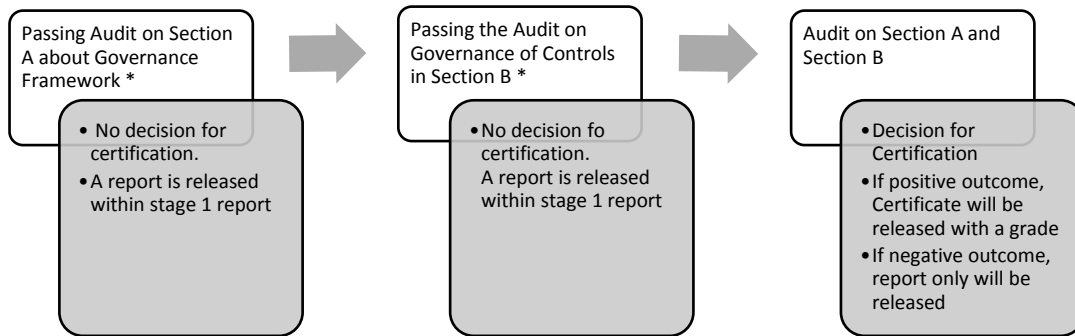 Passing Audit on Section
A about Governance
Framework *
• No decision for
certification.
• A report is released
within stage 1 report
Passing the Audit on
Governance of Controls
in Section B *
• No decision fo
certification.
A report is released
within stage 1 report
Audit on Section A and
Section B
• Decision for
Certification
• If positive outcome,
Certificate will be
released with a grade
• If negative outcome,
report only will be
released